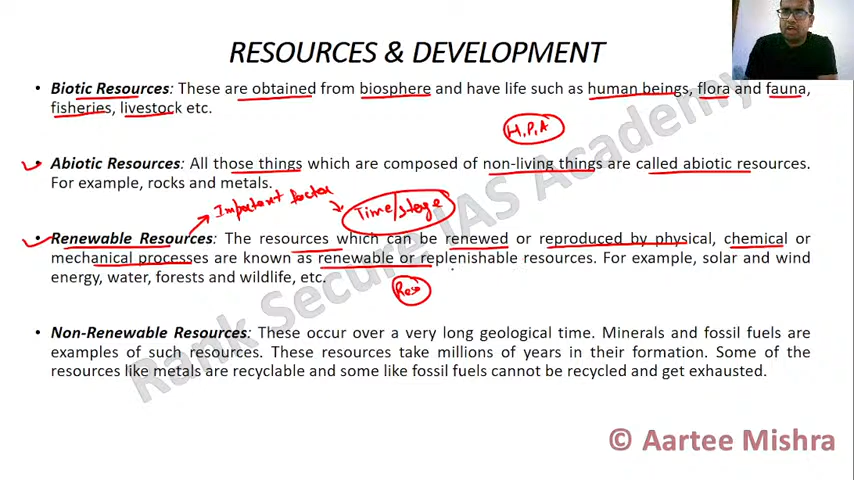 RESOURCES & DEVELOPMENT
• Biotic Resources: These are obtained from biosphere and have life such as human beings, flora and fauna,
fisheries, livestock etc.
H.P.A
• Abiotic Resources: All those things which are composed of non-living things are called abiotic resources.
For example, rocks and metals.
Important factor
Time/stage
• Renewable Resources: The resources which can be renewed or reproduced by physical, chemical or
mechanical processes are known as renewable or replenishable resources. For example, solar and wind
energy, water, forests and wildlife, etc.
Reso
• Non-Renewable Resources: These occur over a very long geological time. Minerals and fossil fuels are
examples of such resources. These resources take millions of years in their formation. Some of the
resources like metals are recyclable and some like fossil fuels cannot be recycled and get exhausted.
Rank Secure IAS Academy
© Aartee Mishra